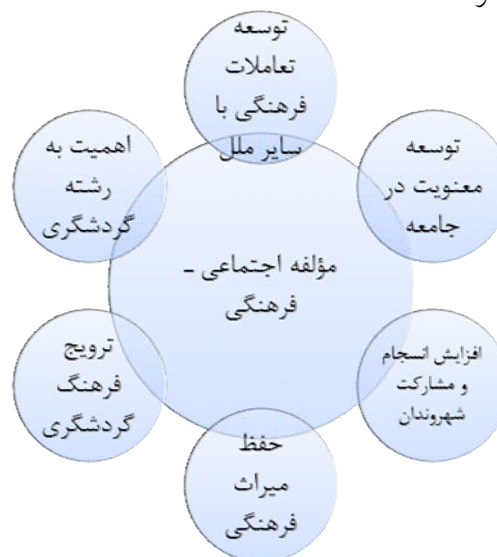 توسعه
تعاملات
فرهنگی با
سایر ملل
توسعه
معنویت در
جامعه
افزایش انسجام
و مشارکت
شهروندان
حفظ
میراث
فرهنگی
ترویج
فرهنگ
گردشگری
اهمیت به
رشته
گردشگری
مؤلفه اجتماعی ـ
فرهنگی